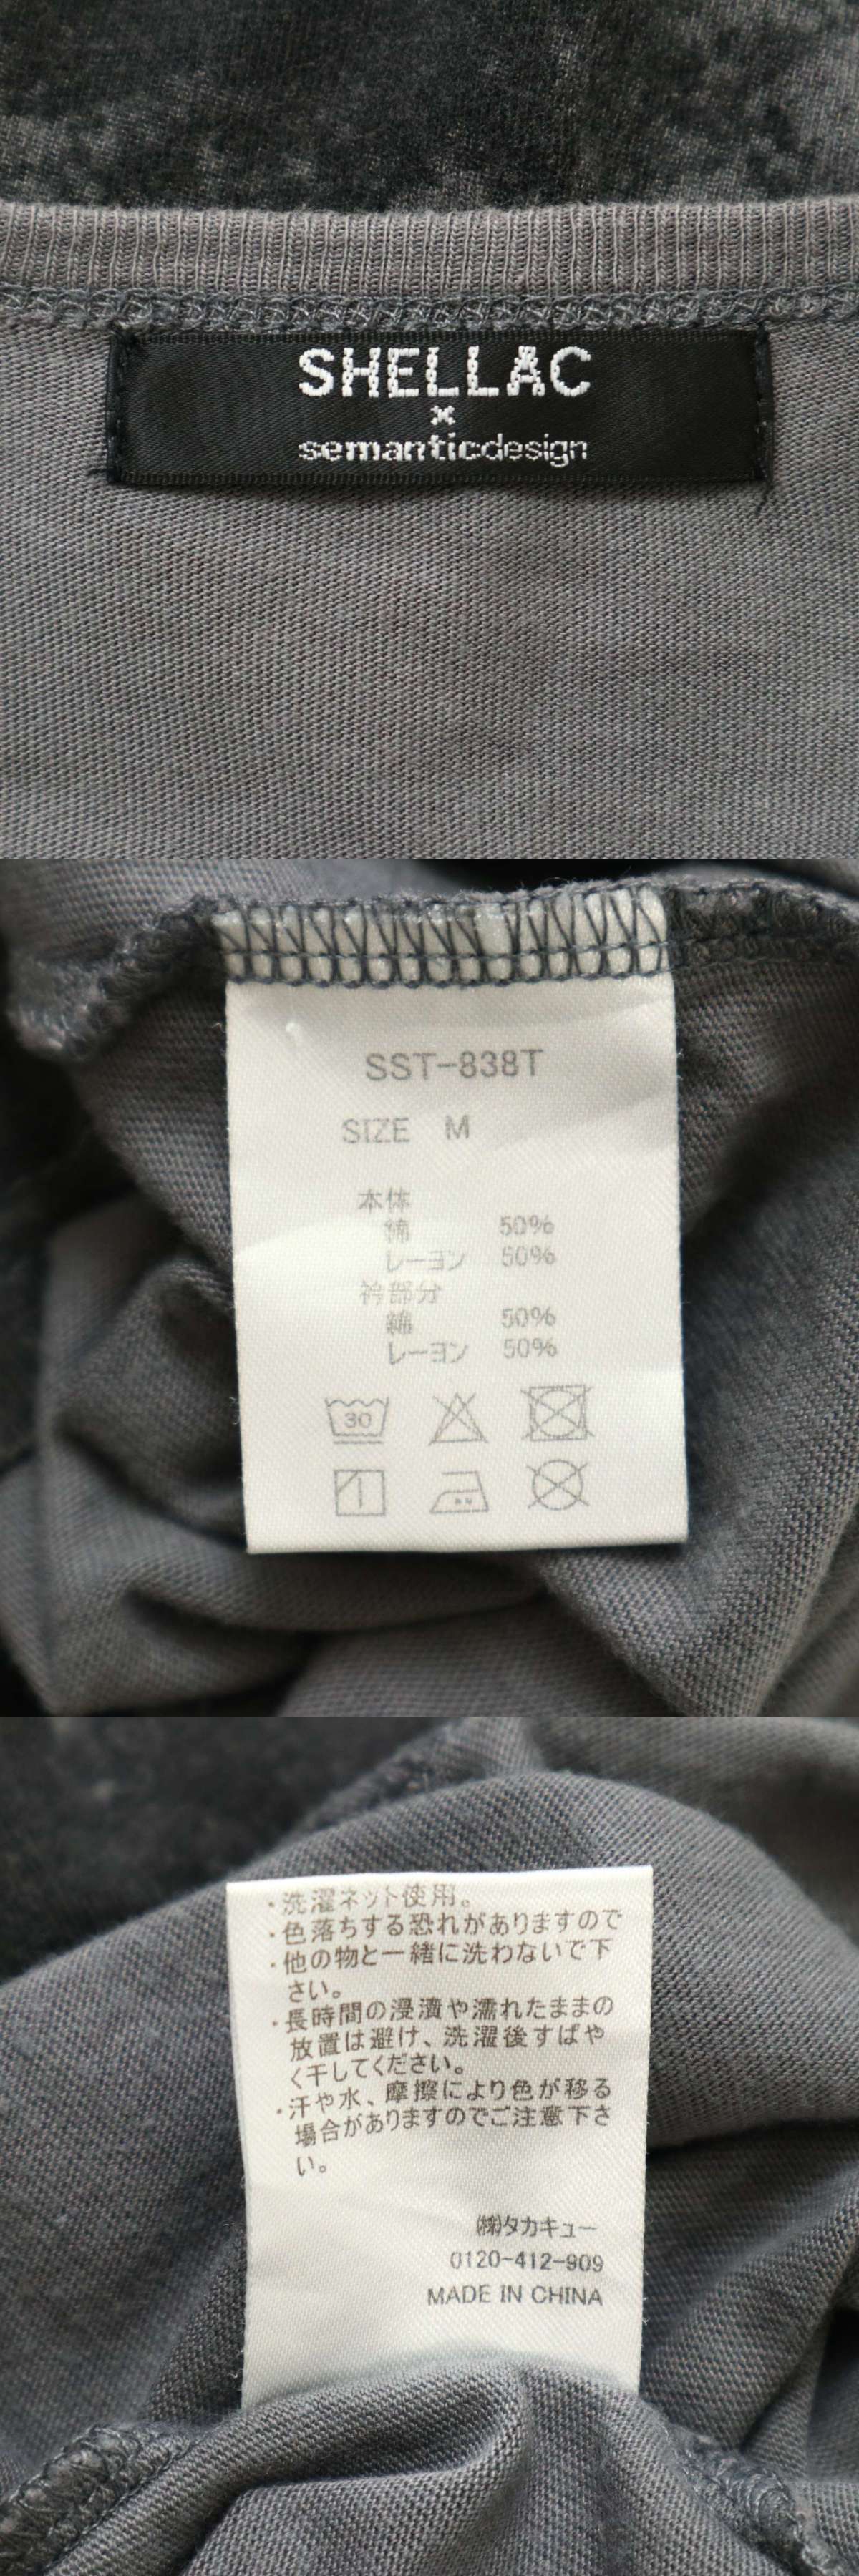 SHELLAC
×
semanticdesign
SST-838T
SIZE M
本体
綿 50%
レーヨン 50%
衿部分
綿 50%
レーヨン 50%
30
・洗濯ネット使用。
・色落ちする恐れがありますので
・他の物と一緒に洗わないで下
さい。
・長時間の浸漬や濡れたままの
放置は避け、洗濯後すばや
く干してください。
・汗や水、摩擦により色が移る
場合がありますのでご注意下さ
い。
㈱タカキュー
0120-412-909
MADE IN CHINA